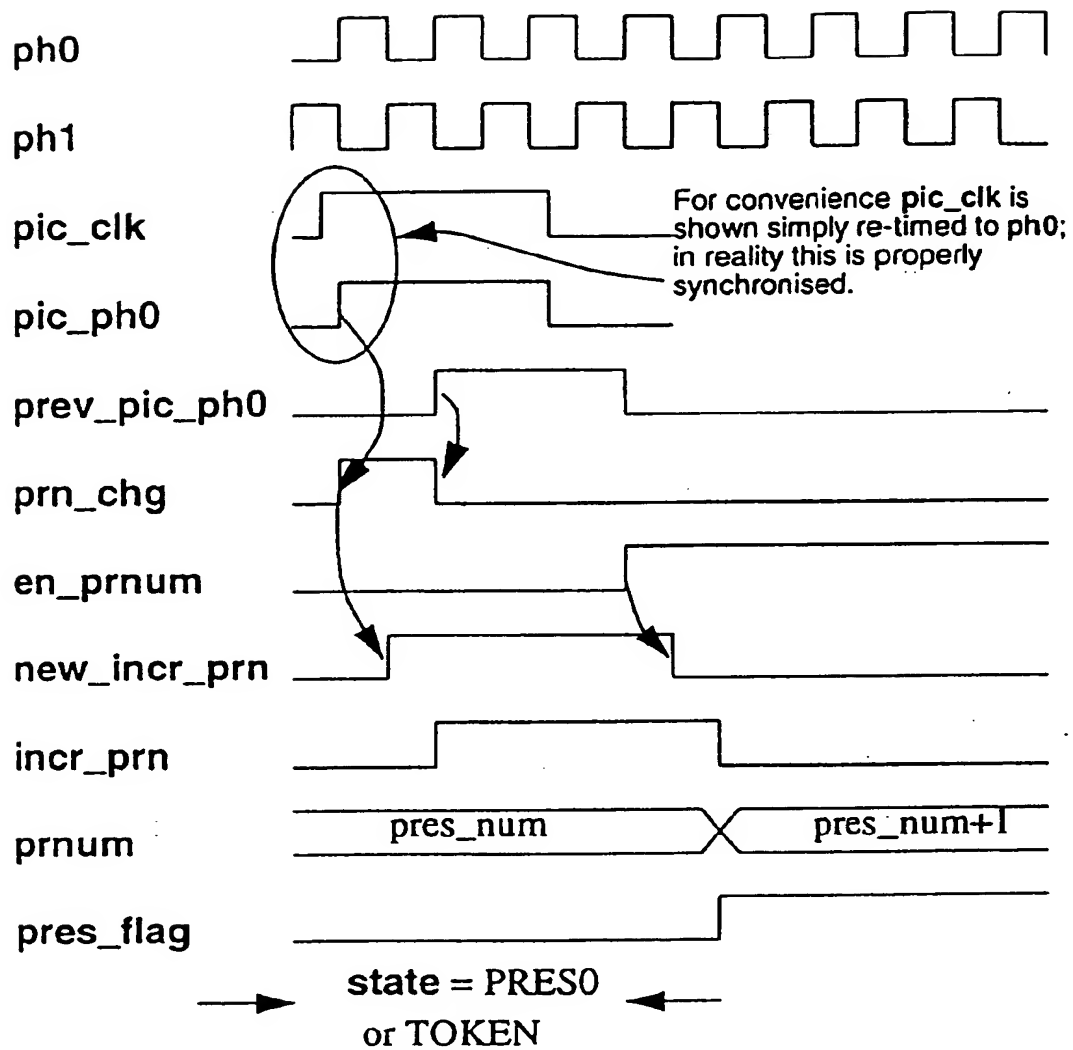 ph0
ph1
pic_clk
For convenience pic_clk is
shown simply re-timed to ph0;
in reality this is properly
synchronised.
pic_ph0
prev_pic_ph0
prn_chg
en_prnum
new_incr_prn
incr_prn
prnum
pres_num
pres_num+1
pres_flag
state = PRES0
or TOKEN